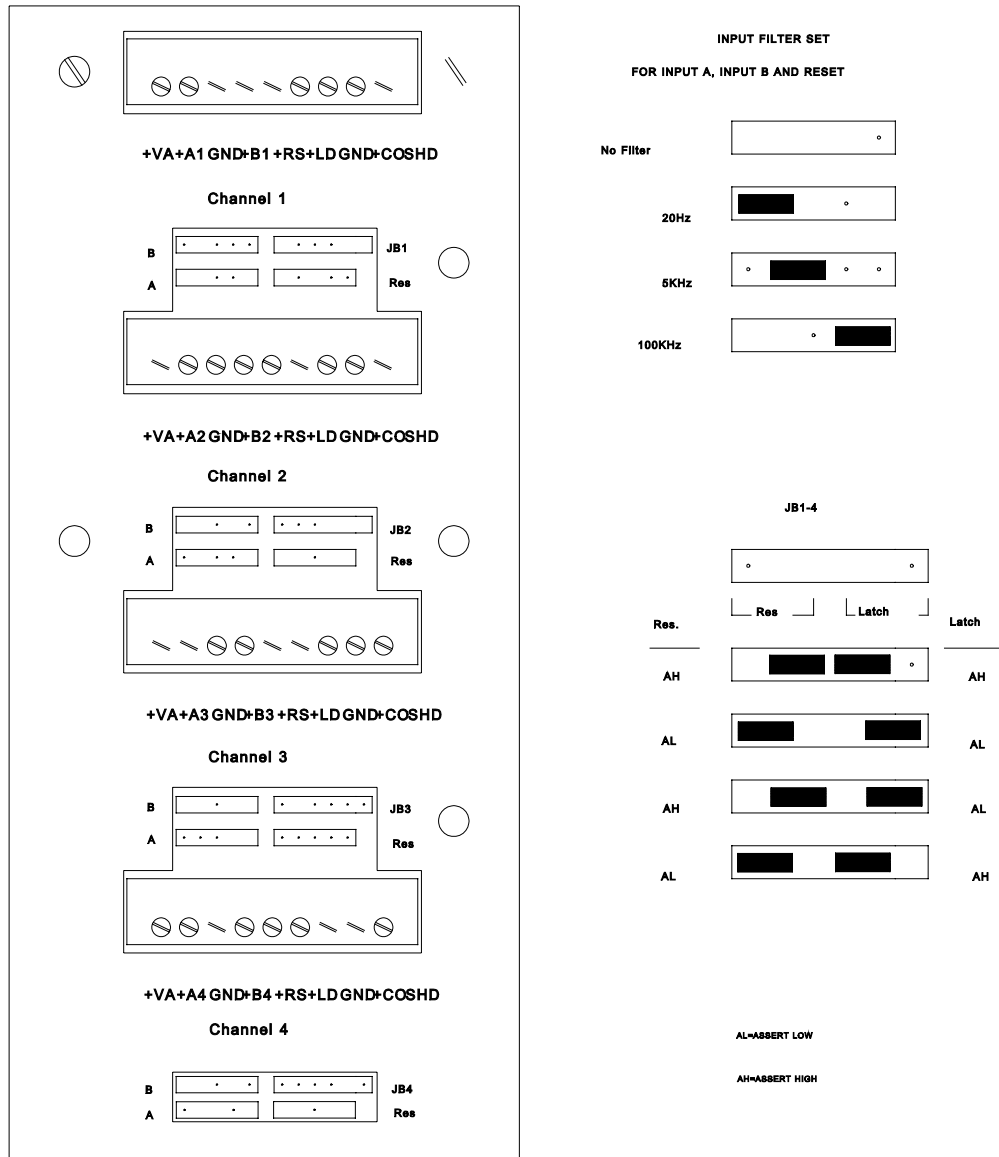 +VA+A1 GND+B1 +RS+LD GND+COSHD
Channel 1
B
JB1
A
Res
+VA+A2 GND+B2 +RS+LD GND+COSHD
Channel 2
B
JB2
A
Res
+VA+A3 GND+B3 +RS+LD GND+COSHD
Channel 3
B
JB3
A
Res
+VA+A4 GND+B4 +RS+LD GND+COSHD
Channel 4
B
JB4
A
Res
INPUT FILTER SET
FOR INPUT A, INPUT B AND RESET
No Filter
20Hz
5KHz
100KHz
JB1-4
Res Latch
Res. Latch
AH AH
AL AL
AH AL
AL AH
AL=ASSERT LOW
AH=ASSERT HIGH